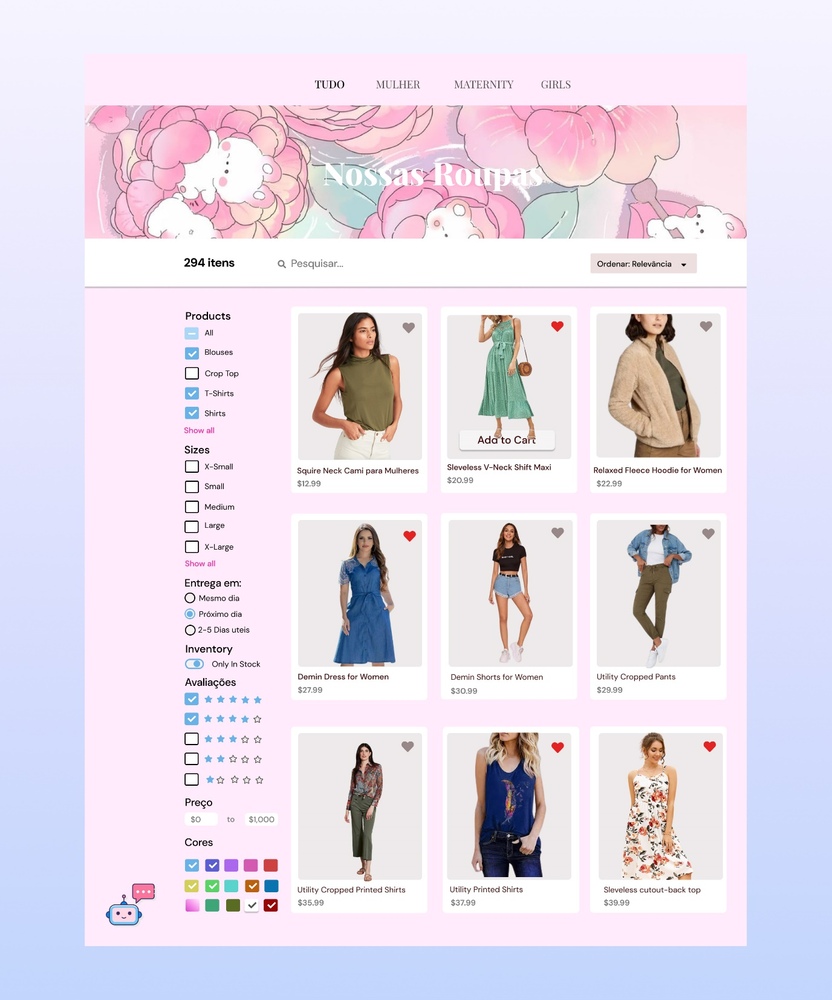 TUDO MULHER MATERNITY GIRLS
Nossas Roupas
294 itens
Pesquisar...
Ordenar: Relevância
Products
All
Blouses
Crop Top
T-Shirts
Shirts
Show all
Sizes
X-Small
Small
Medium
Large
X-Large
Show all
Entrega em:
Mesmo dia
Próximo dia
2-5 Dias uteis
Inventory
Only In Stock
Avaliações
Preço
$0 to $1,000
Cores
Squire Neck Cami para Mulheres
$12.99
Add to Cart
Sleveless V-Neck Shift Maxi
$20.99
Relaxed Fleece Hoodie for Women
$22.99
Demin Dress for Women
$27.99
Demin Shorts for Women
$30.99
Utility Cropped Pants
$29.99
Utility Cropped Printed Shirts
$35.99
Utility Printed Shirts
$37.99
Sleveless cutout-back top
$39.99